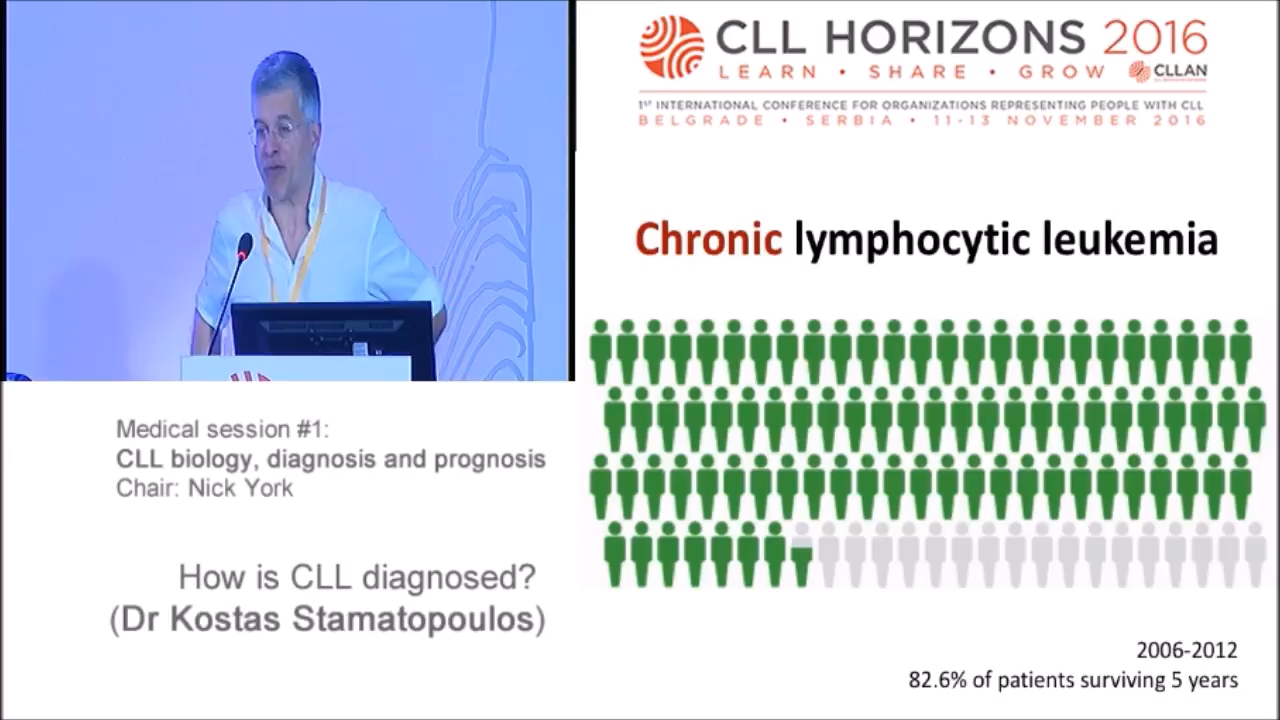 CLL HORIZONS 2016
LEARN • SHARE • GROW
CLLAN
1ST INTERNATIONAL CONFERENCE FOR ORGANIZATIONS REPRESENTING PEOPLE WITH CLL
BELGRADE • SERBIA • 11-13 NOVEMBER 2016
Chronic lymphocytic leukemia
Medical session #1:
CLL biology, diagnosis and prognosis
Chair: Nick York
How is CLL diagnosed?
(Dr Kostas Stamatopoulos)
2006-2012
82.6% of patients surviving 5 years